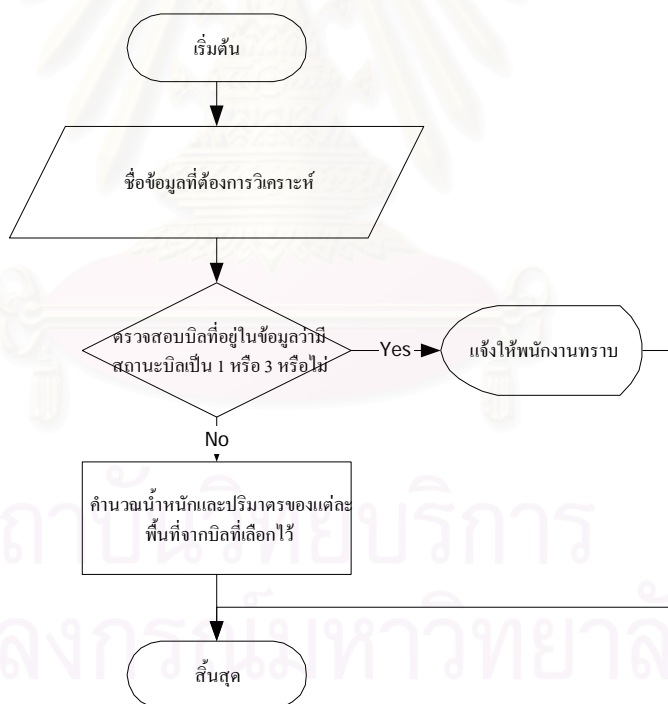 เริ่มต้น
ชื่อข้อมูลที่ต้องการวิเคราะห์
ตรวจสอบบิลที่อยู่ในข้อมูลว่ามี
สถานะบิลเป็น 1 หรือ 3 หรือไม่
Yes
แจ้งให้พนักงานทราบ
No
คำนวณน้ำหนักและปริมาตรของแต่ละ
พื้นที่จากบิลที่เลือกไว้
สิ้นสุด